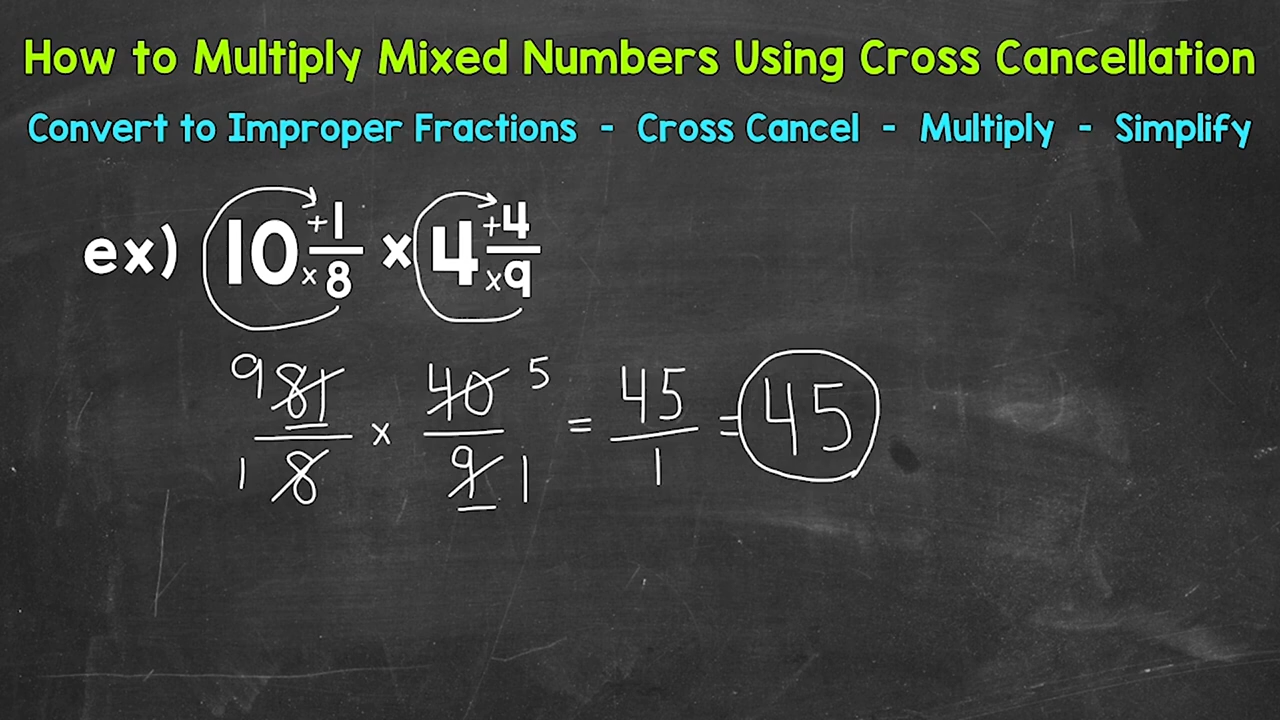 How to Multiply Mixed Numbers Using Cross Cancellation
Convert to Improper Fractions - Cross Cancel - Multiply - Simplify
ex) 10 +1/×8 × 4 +4/×9
9 81/1 8 × 40 5/9 1 = 45/1 = 45